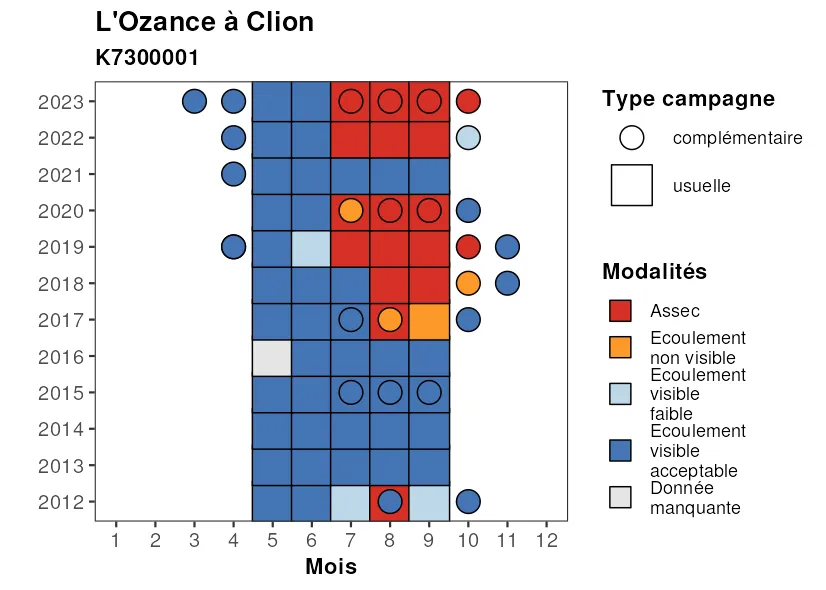 L'Ozance à Clion
K7300001
2023
2022
2021
2020
2019
2018
2017
2016
2015
2014
2013
2012
1 2 3 4 5 6 7 8 9 10 11 12
Mois
Type campagne
complémentaire
usuelle
Modalités
Assec
Ecoulement
non visible
Ecoulement
visible
faible
Ecoulement
visible
acceptable
Donnée
manquante